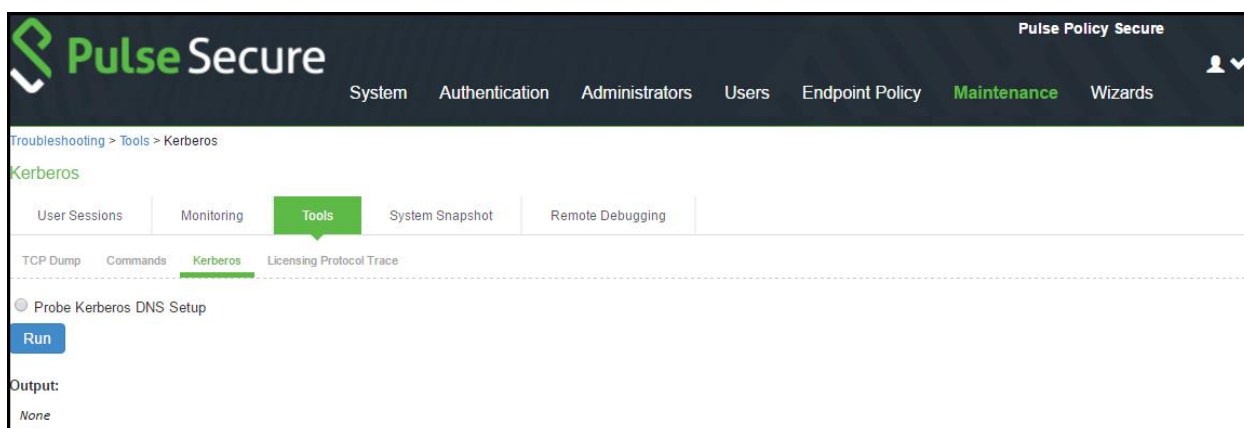 Pulse Policy Secure
Pulse Secure
System Authentication Administrators Users Endpoint Policy Maintenance Wizards
Troubleshooting > Tools > Kerberos
Kerberos
User Sessions Monitoring Tools System Snapshot Remote Debugging
TCP Dump Commands Kerberos Licensing Protocol Trace
Probe Kerberos DNS Setup
Run
Output:
None